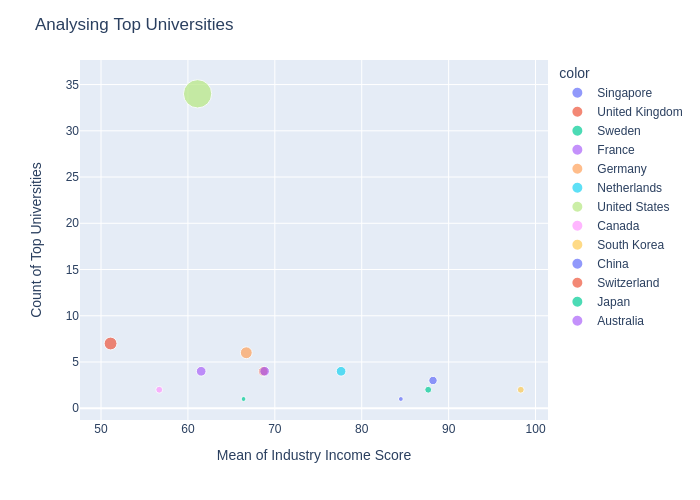 Analysing Top Universities
color
Singapore
United Kingdom
Sweden
France
Germany
Netherlands
United States
Canada
South Korea
China
Switzerland
Japan
Australia
Count of Top Universities
35
30
25
20
15
10
5
0
50 60 70 80 90 100
Mean of Industry Income Score